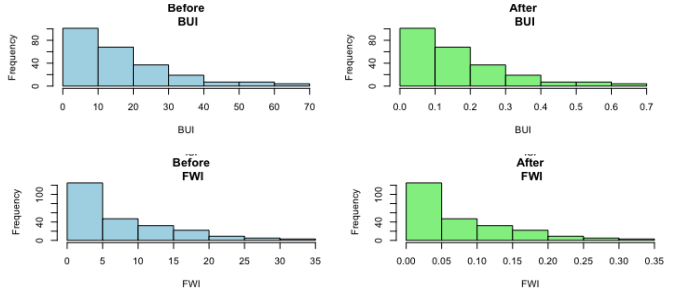 Before
BUI
After
BUI
Frequency
0 40 80
0 10 20 30 40 50 60 70
BUI
Frequency
0 40 80
0.0 0.1 0.2 0.3 0.4 0.5 0.6 0.7
BUI
Before
FWI
After
FWI
Frequency
0 40 100
0 5 10 15 20 25 30 35
FWI
Frequency
0 40 100
0.00 0.05 0.10 0.15 0.20 0.25 0.30 0.35
FWI